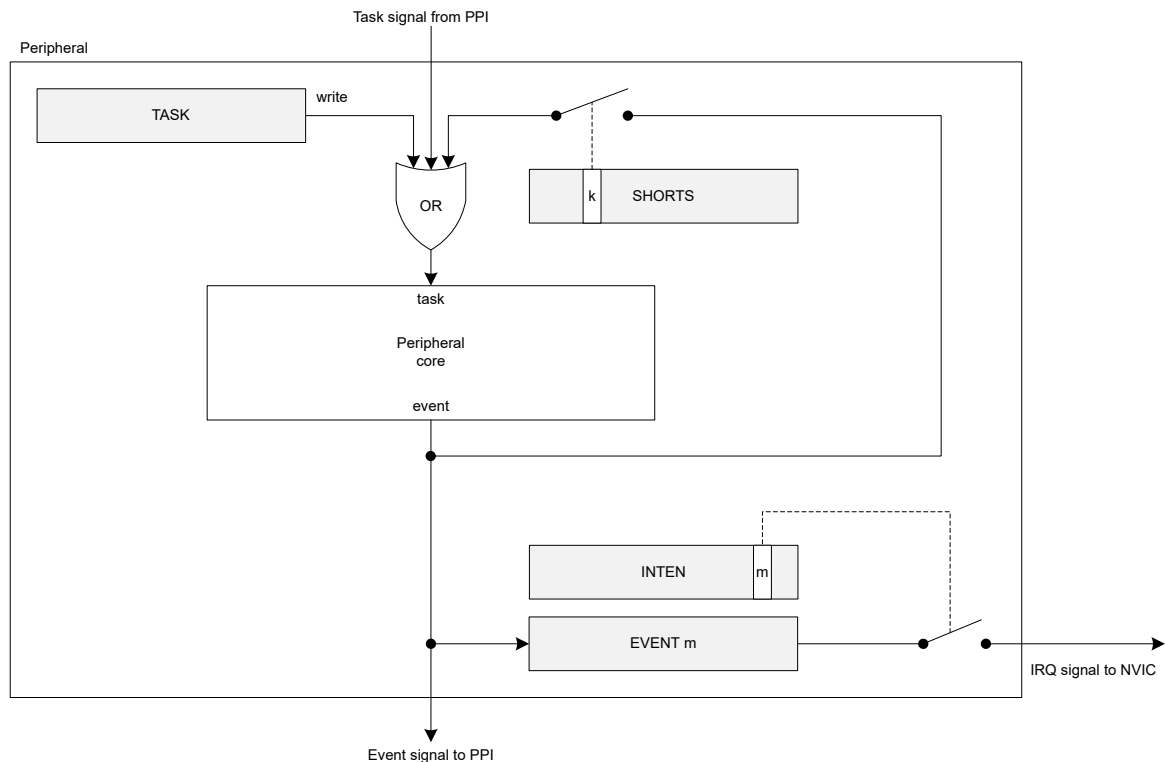 Task signal from PPI
Peripheral
write
TASK
k
SHORTS
OR
task
Peripheral
core
event
INTEN
m
EVENT m
IRQ signal to NVIC
Event signal to PPI